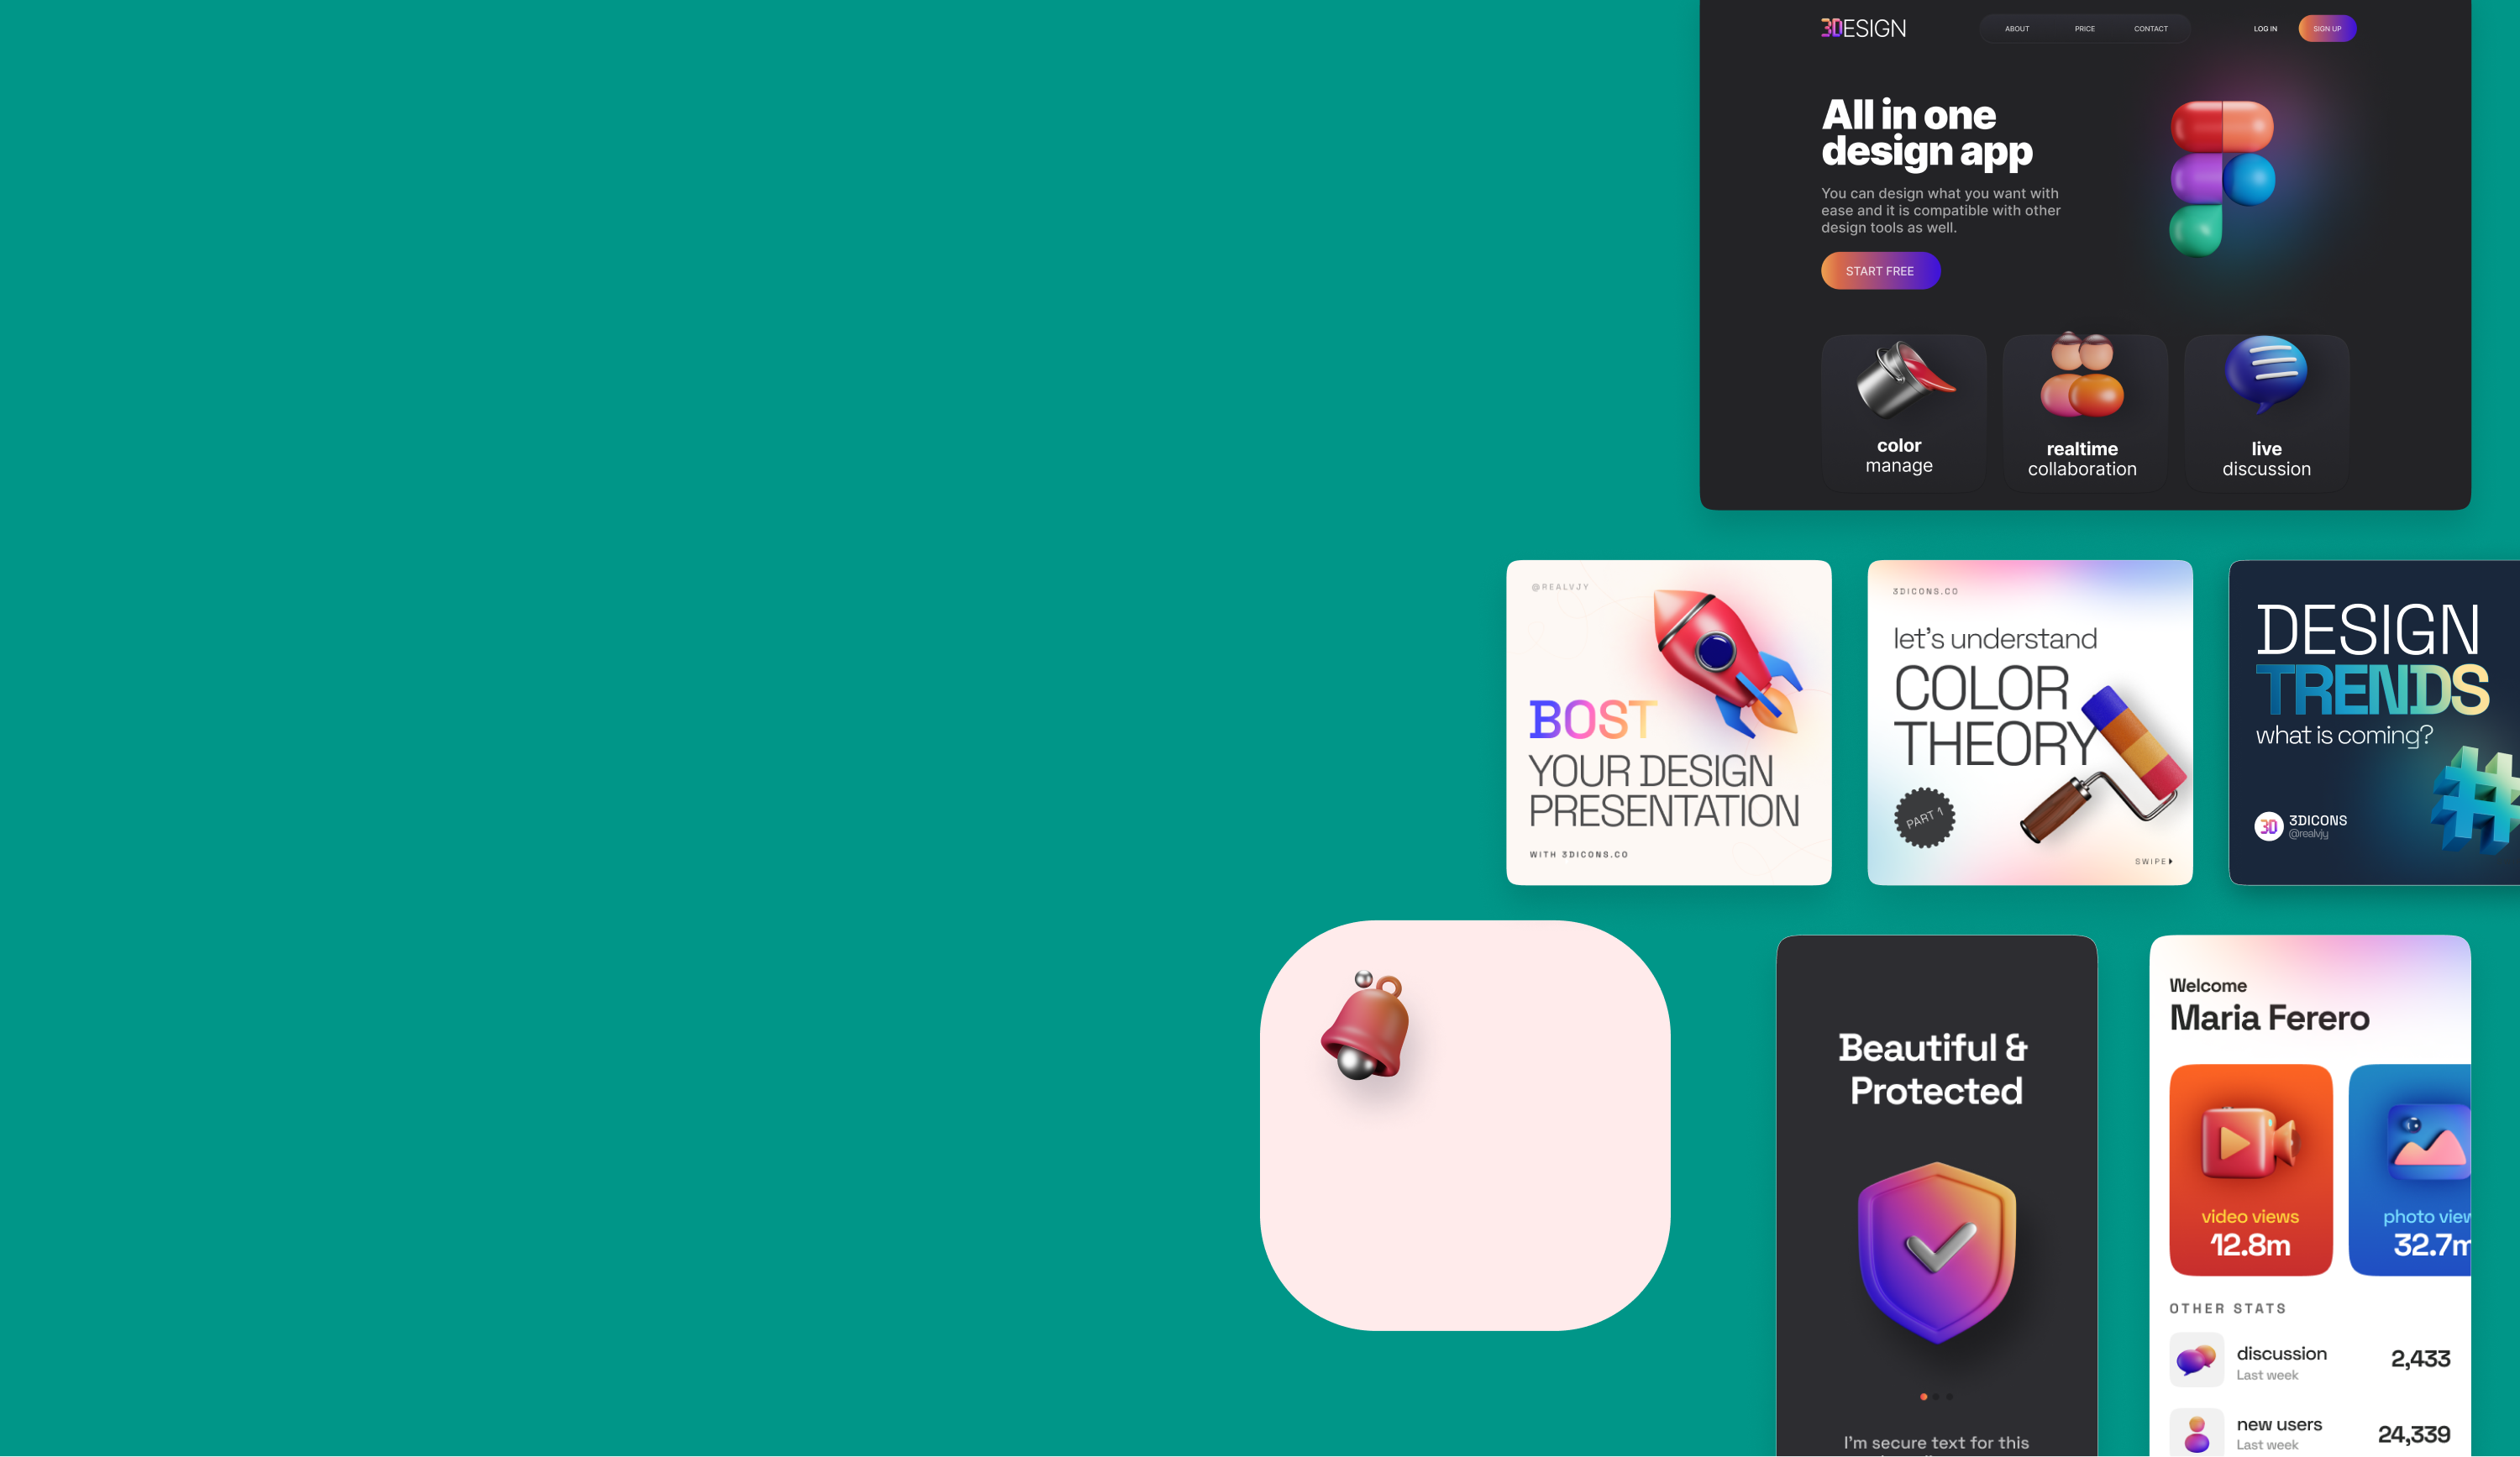 3DESIGN
ABOUT
PRICE
CONTACT
LOG IN
SIGN UP
All in one
design app
You can design what you want with
ease and it is compatible with other
design tools as well.
START FREE
color
manage
realtime
collaboration
live
discussion
@REALVJY
BOST
YOUR DESIGN
PRESENTATION
WITH 3DICONS.CO
3DICONS.CO
let's understand
COLOR
THEORY
PART 1
SWIPE
DESIGN
TRENDS
what is coming?
#
3D
3DICONS
@realvjy
Beautiful &
Protected
I'm secure text for this
Welcome
Maria Ferero
video views
12.8m
photo view
32.7m
OTHER STATS
discussion
Last week
2,433
new users
Last week
24,339